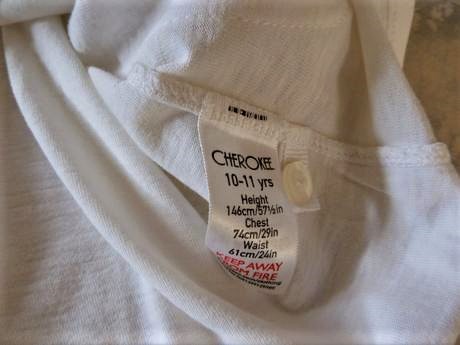 CHEROKEE
10-11 yrs
Height
146cm/57½in
Chest
74cm/29in
Waist
61cm/24in
KEEP AWAY
FROM FIRE